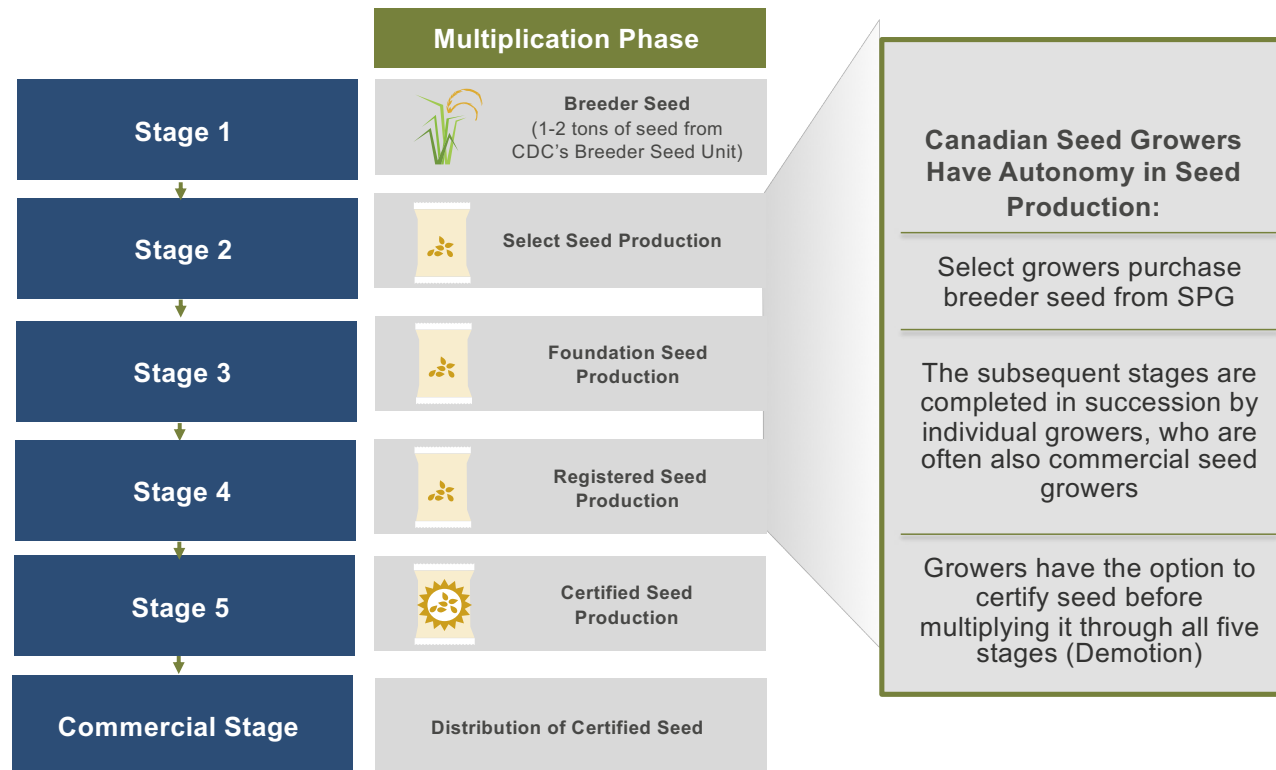 Multiplication Phase
Stage 1
Breeder Seed
(1-2 tons of seed from
CDC's Breeder Seed Unit)
Stage 2
Select Seed Production
Stage 3
Foundation Seed
Production
Stage 4
Registered Seed
Production
Stage 5
Certified Seed
Production
Commercial Stage
Distribution of Certified Seed
Canadian Seed Growers
Have Autonomy in Seed
Production:
Select growers purchase
breeder seed from SPG
The subsequent stages are
completed in succession by
individual growers, who are
often also commercial seed
growers
Growers have the option to
certify seed before
multiplying it through all five
stages (Demotion)